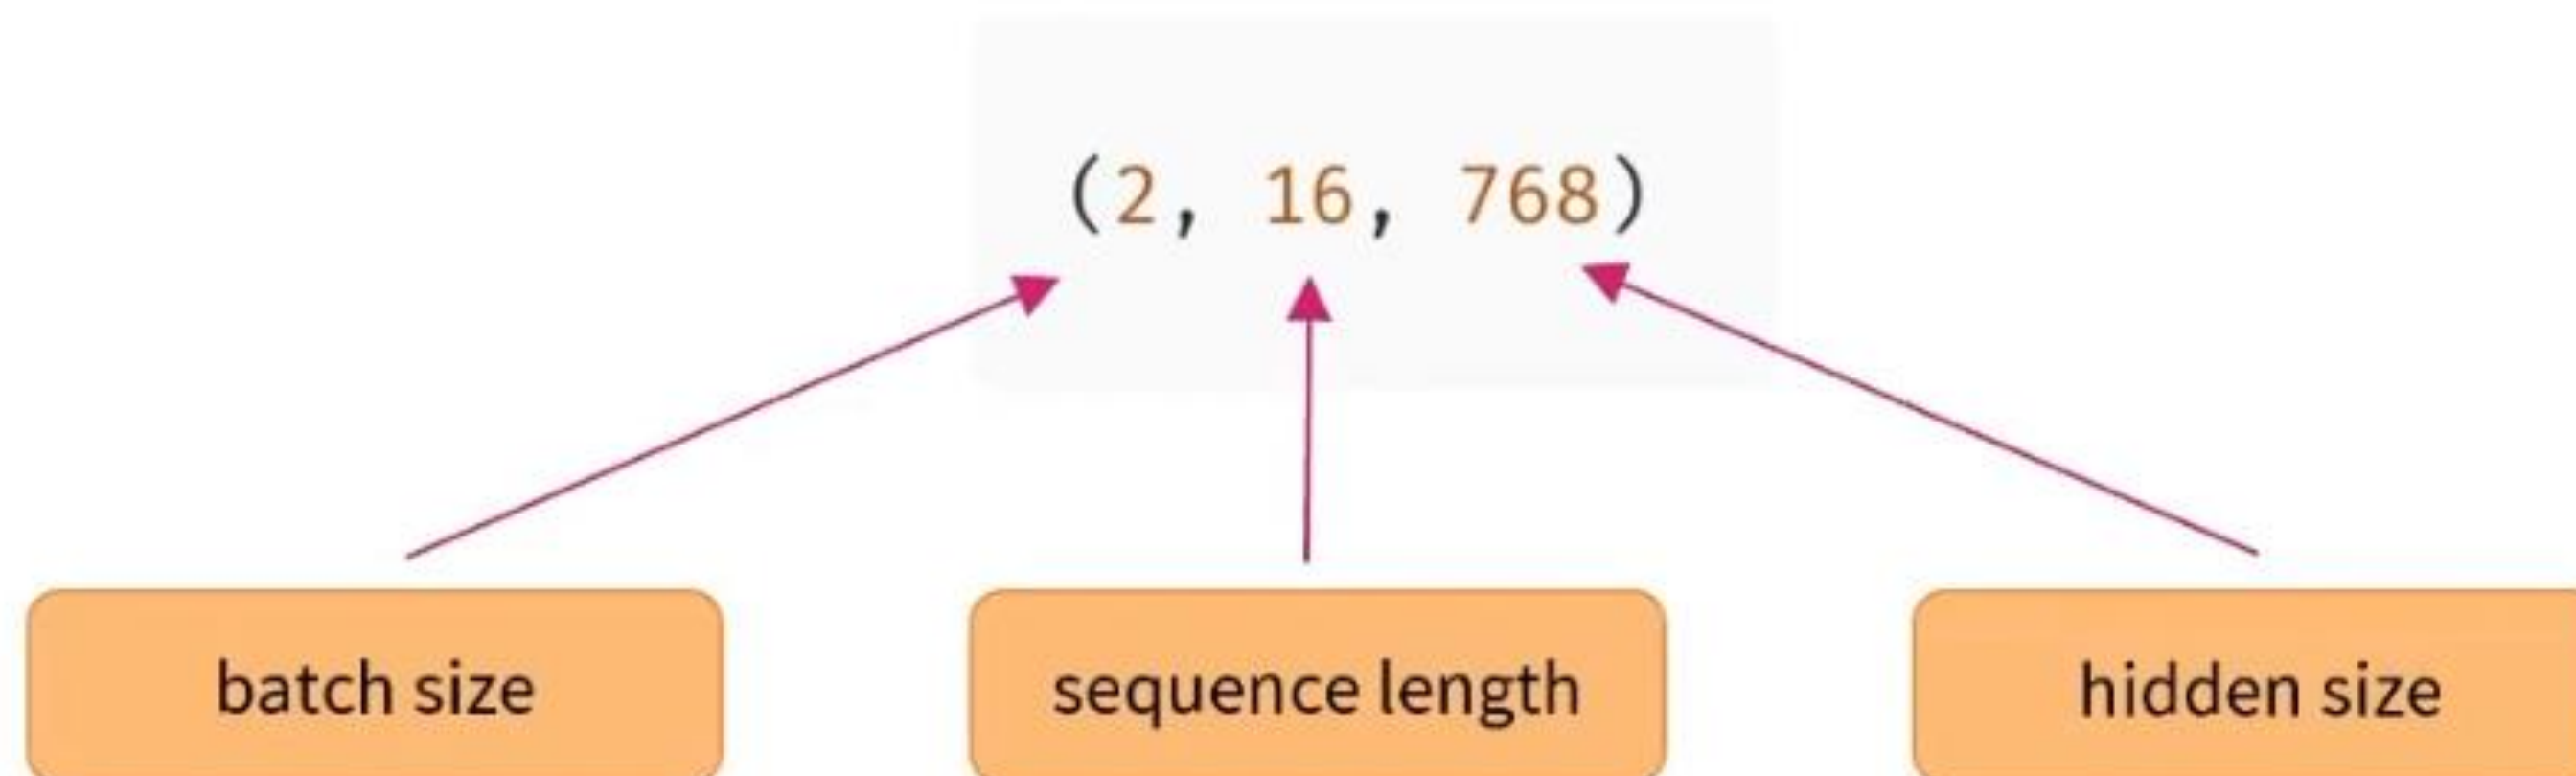 (2, 16, 768)
batch size
sequence length
hidden size